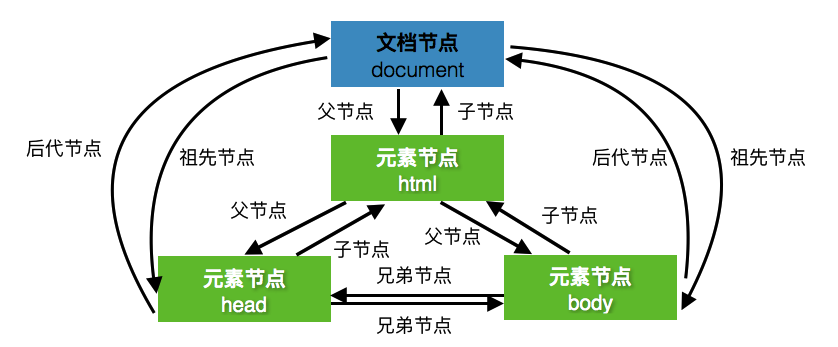 文档节点
document
父节点
子节点
后代节点
祖先节点
元素节点
html
后代节点
祖先节点
父节点
子节点
父节点
子节点
元素节点
head
兄弟节点
兄弟节点
元素节点
body